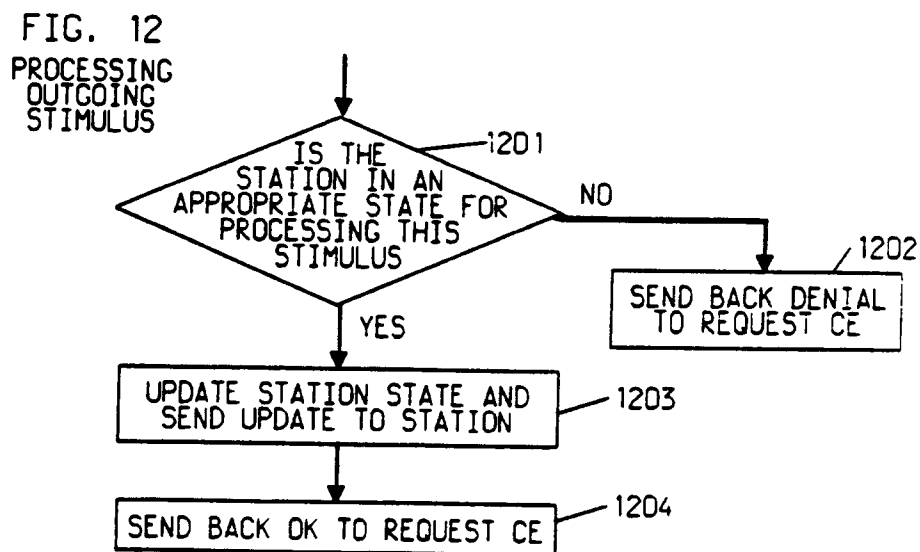 FIG. 12
PROCESSING
OUTGOING
STIMULUS
1201
IS THE
STATION IN AN
APPROPRIATE STATE FOR
PROCESSING THIS
STIMULUS
NO
1202
SEND BACK DENIAL
TO REQUEST CE
YES
UPDATE STATION STATE AND
SEND UPDATE TO STATION
1203
SEND BACK OK TO REQUEST CE
1204